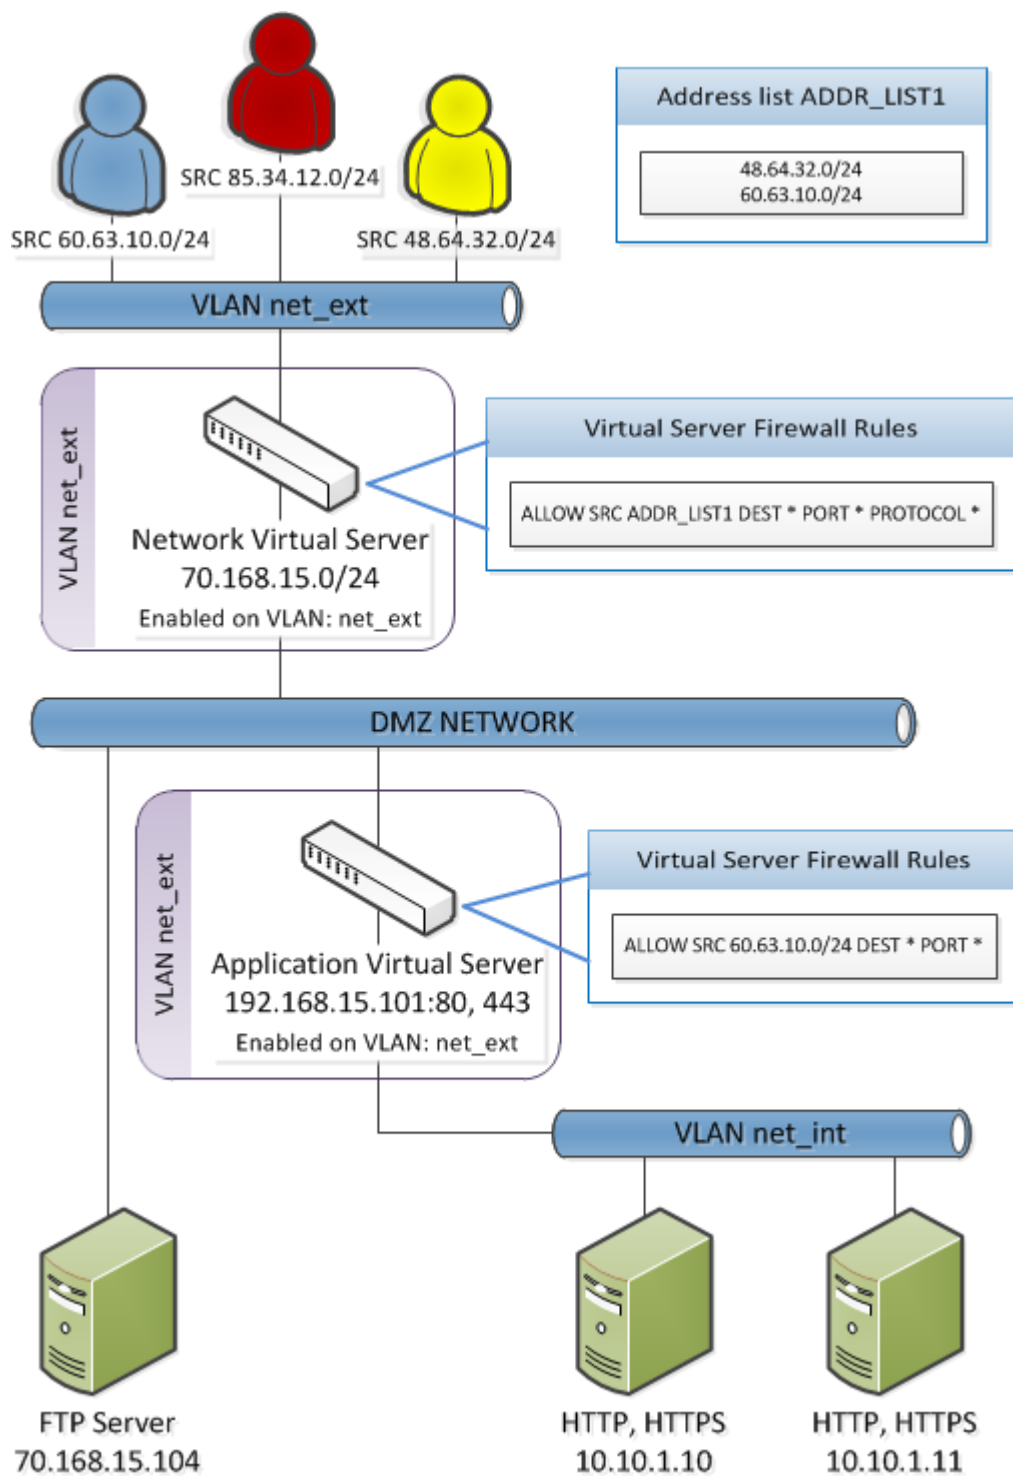 Address list ADDR_LIST1
48.64.32.0/24
60.63.10.0/24
SRC 85.34.12.0/24
SRC 60.63.10.0/24
SRC 48.64.32.0/24
VLAN net_ext
VLAN net_ext
Virtual Server Firewall Rules
ALLOW SRC ADDR_LIST1 DEST * PORT * PROTOCOL *
Network Virtual Server
70.168.15.0/24
Enabled on VLAN: net_ext
DMZ NETWORK
VLAN net_ext
Virtual Server Firewall Rules
ALLOW SRC 60.63.10.0/24 DEST * PORT *
Application Virtual Server
192.168.15.101:80, 443
Enabled on VLAN: net_ext
VLAN net_int
FTP Server
70.168.15.104
HTTP, HTTPS
10.10.1.10
HTTP, HTTPS
10.10.1.11